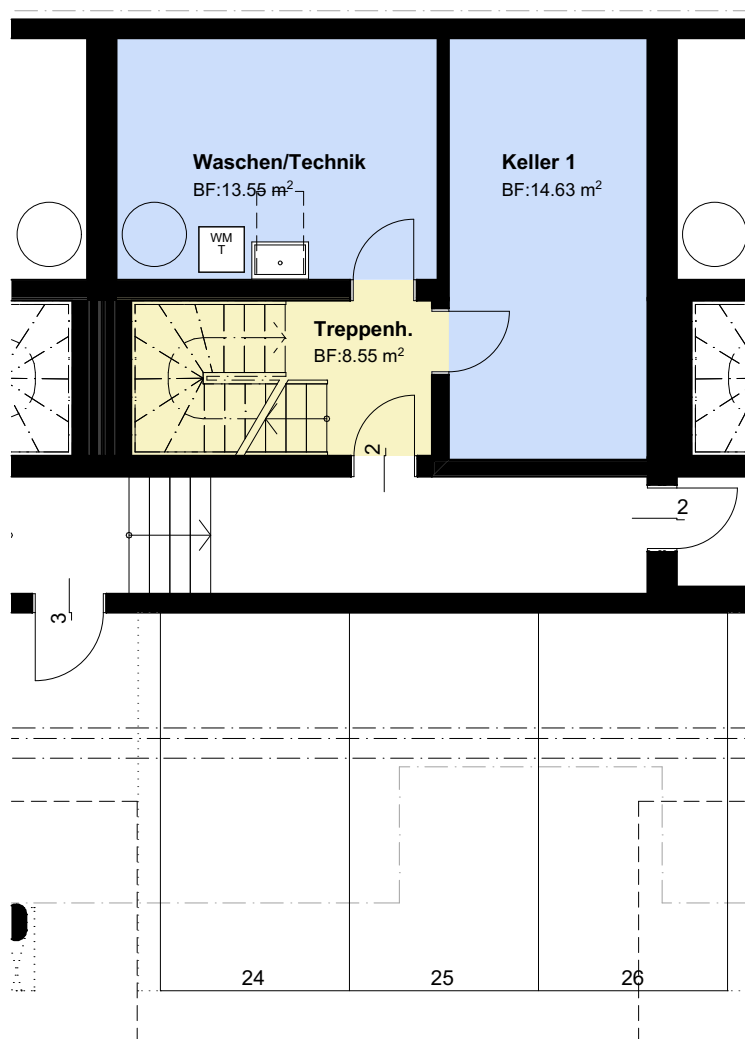 Waschen/Technik
BF:13.55 m²
Keller 1
BF:14.63 m²
WM
T
Treppenh.
BF:8.55 m²
2
2
3
24
25
26